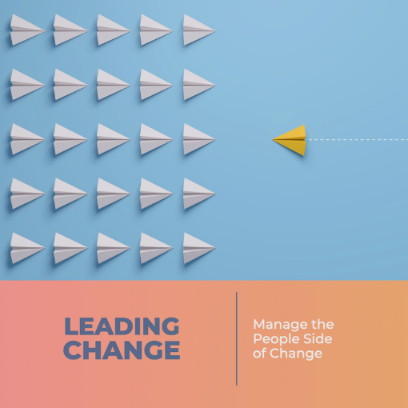 LEADING
CHANGE
Manage the
People Side
of Change